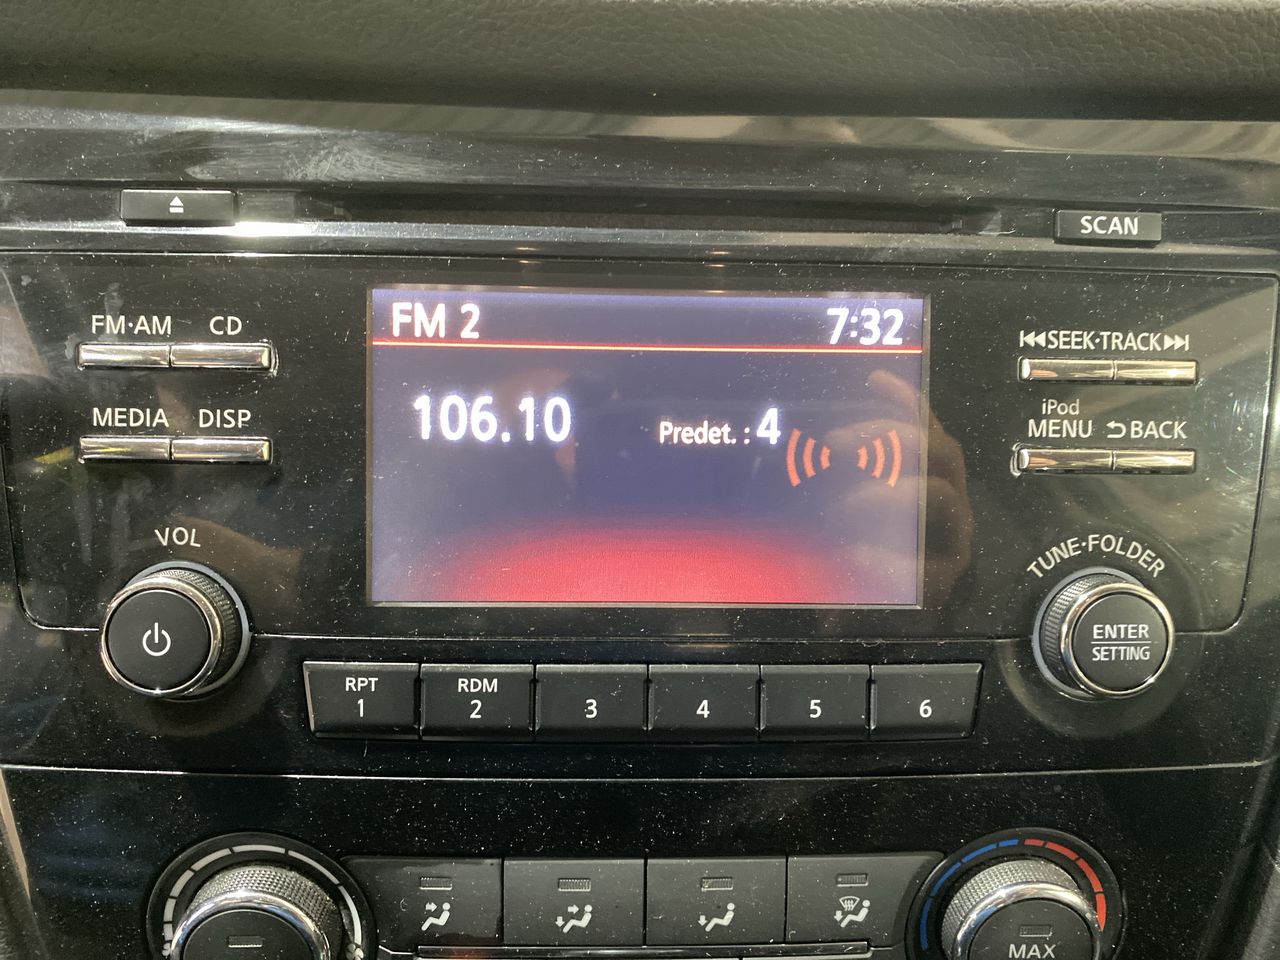 SCAN
FM·AM CD
FM 2 7:32
⏮SEEK·TRACK⏭
106.10 Predet. : 4
iPod
MEDIA DISP
MENU ⮌BACK
VOL
TUNE·FOLDER
ENTER
SETTING
RPT RDM
1 2 3 4 5 6
MAX